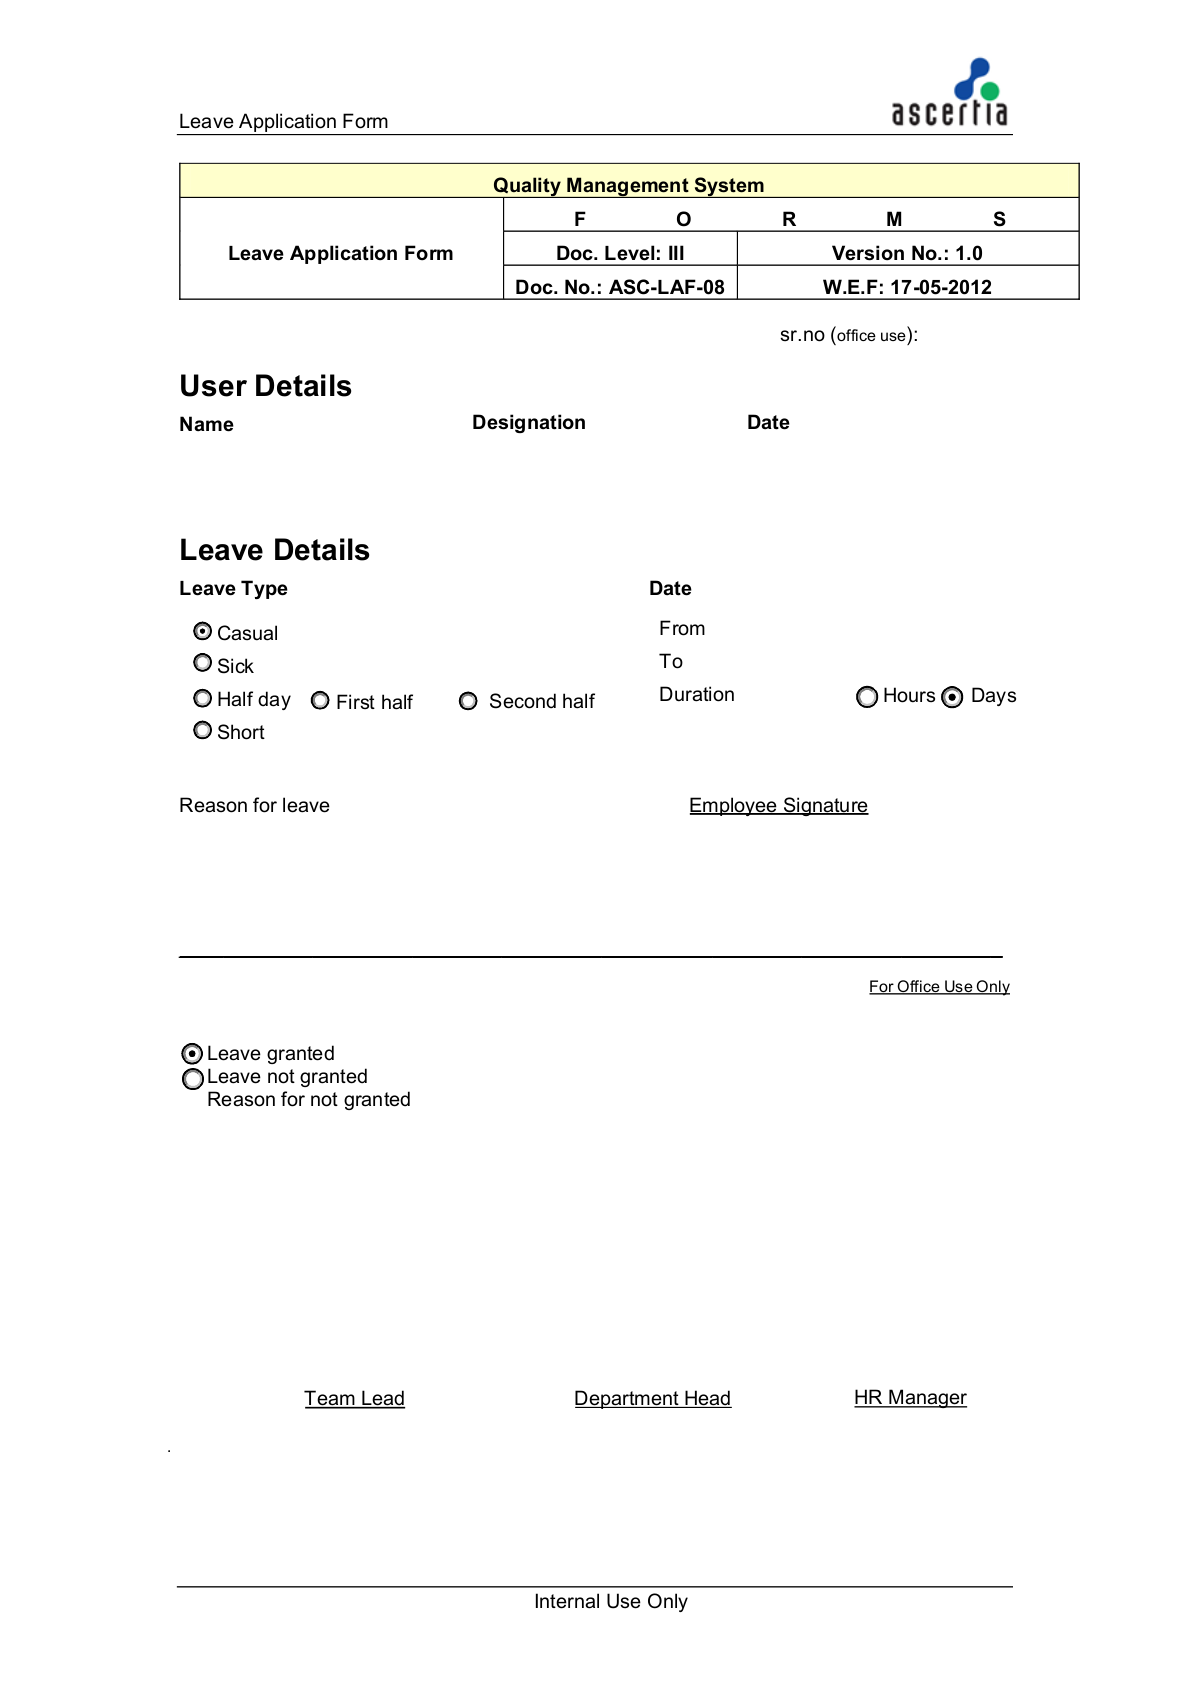 Leave Application Form
ascertia
Quality Management System
Leave Application Form
F O R M S
Doc. Level: III Version No.: 1.0
Doc. No.: ASC-LAF-08 W.E.F: 17-05-2012
sr.no (office use):
User Details
Name Designation Date
Leave Details
Leave Type Date
Casual From
Sick To
Half day First half Second half Duration Hours Days
Short
Reason for leave Employee Signature
For Office Use Only
Leave granted
Leave not granted
Reason for not granted
Team Lead Department Head HR Manager
.
Internal Use Only